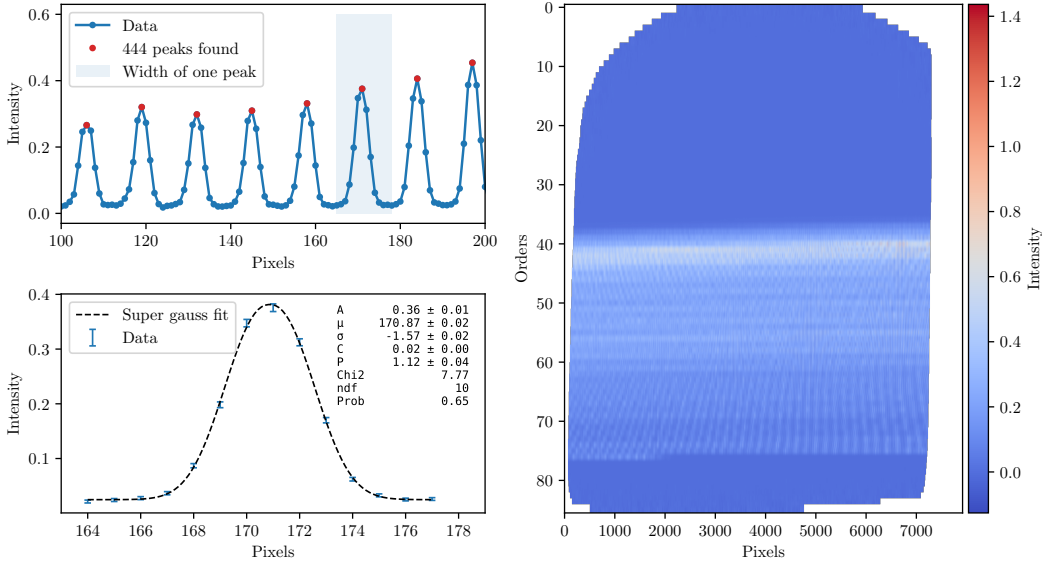 0.6
0.4
0.2
0.0
Intensity
Data
444 peaks found
Width of one peak
100 120 140 160 180 200
Pixels
0.4
0.3
0.2
0.1
Intensity
Super gauss fit
Data
A 0.36 ± 0.01
μ 170.87 ± 0.02
σ -1.57 ± 0.02
C 0.02 ± 0.00
P 1.12 ± 0.04
Chi2 7.77
ndf 10
Prob 0.65
164 166 168 170 172 174 176 178
Pixels
0
10
20
30
40
50
60
70
80
Orders
0 1000 2000 3000 4000 5000 6000 7000
Pixels
1.4
1.2
1.0
0.8
0.6
0.4
0.2
0.0
Intensity